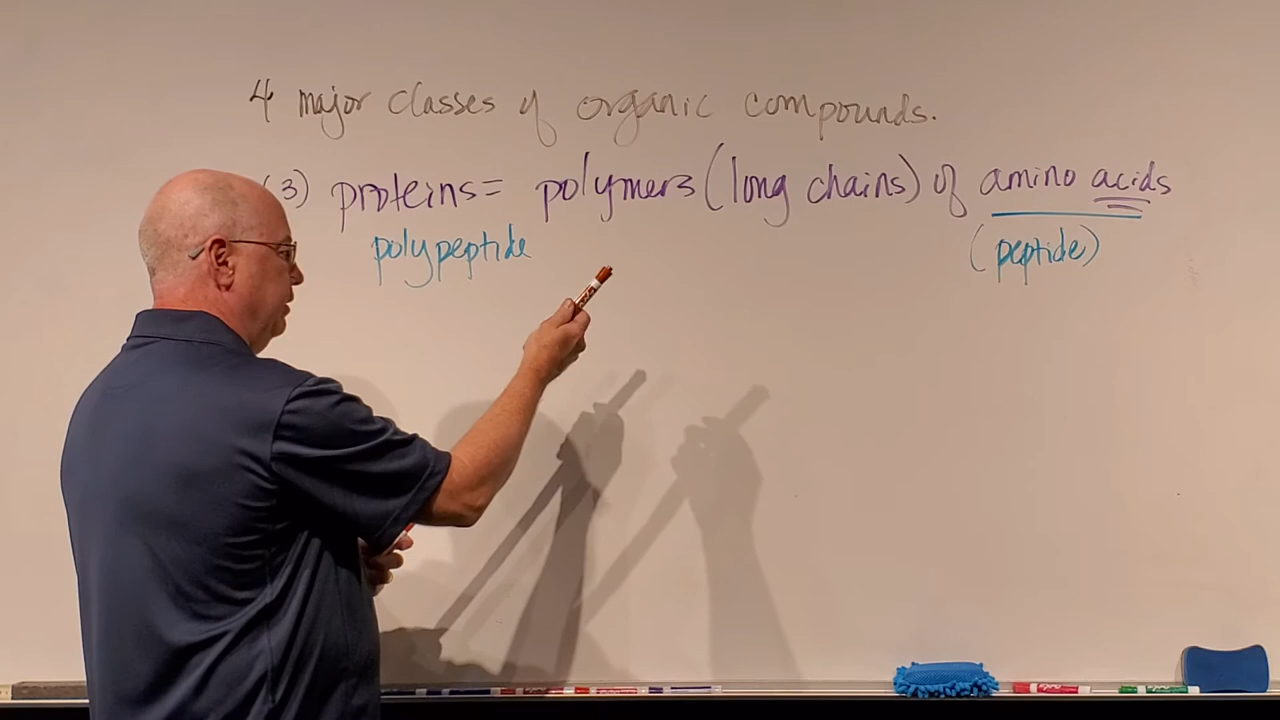 4 major classes of organic compounds.
(3) proteins = polymers (long chains) of amino acids
polypeptide (peptide)